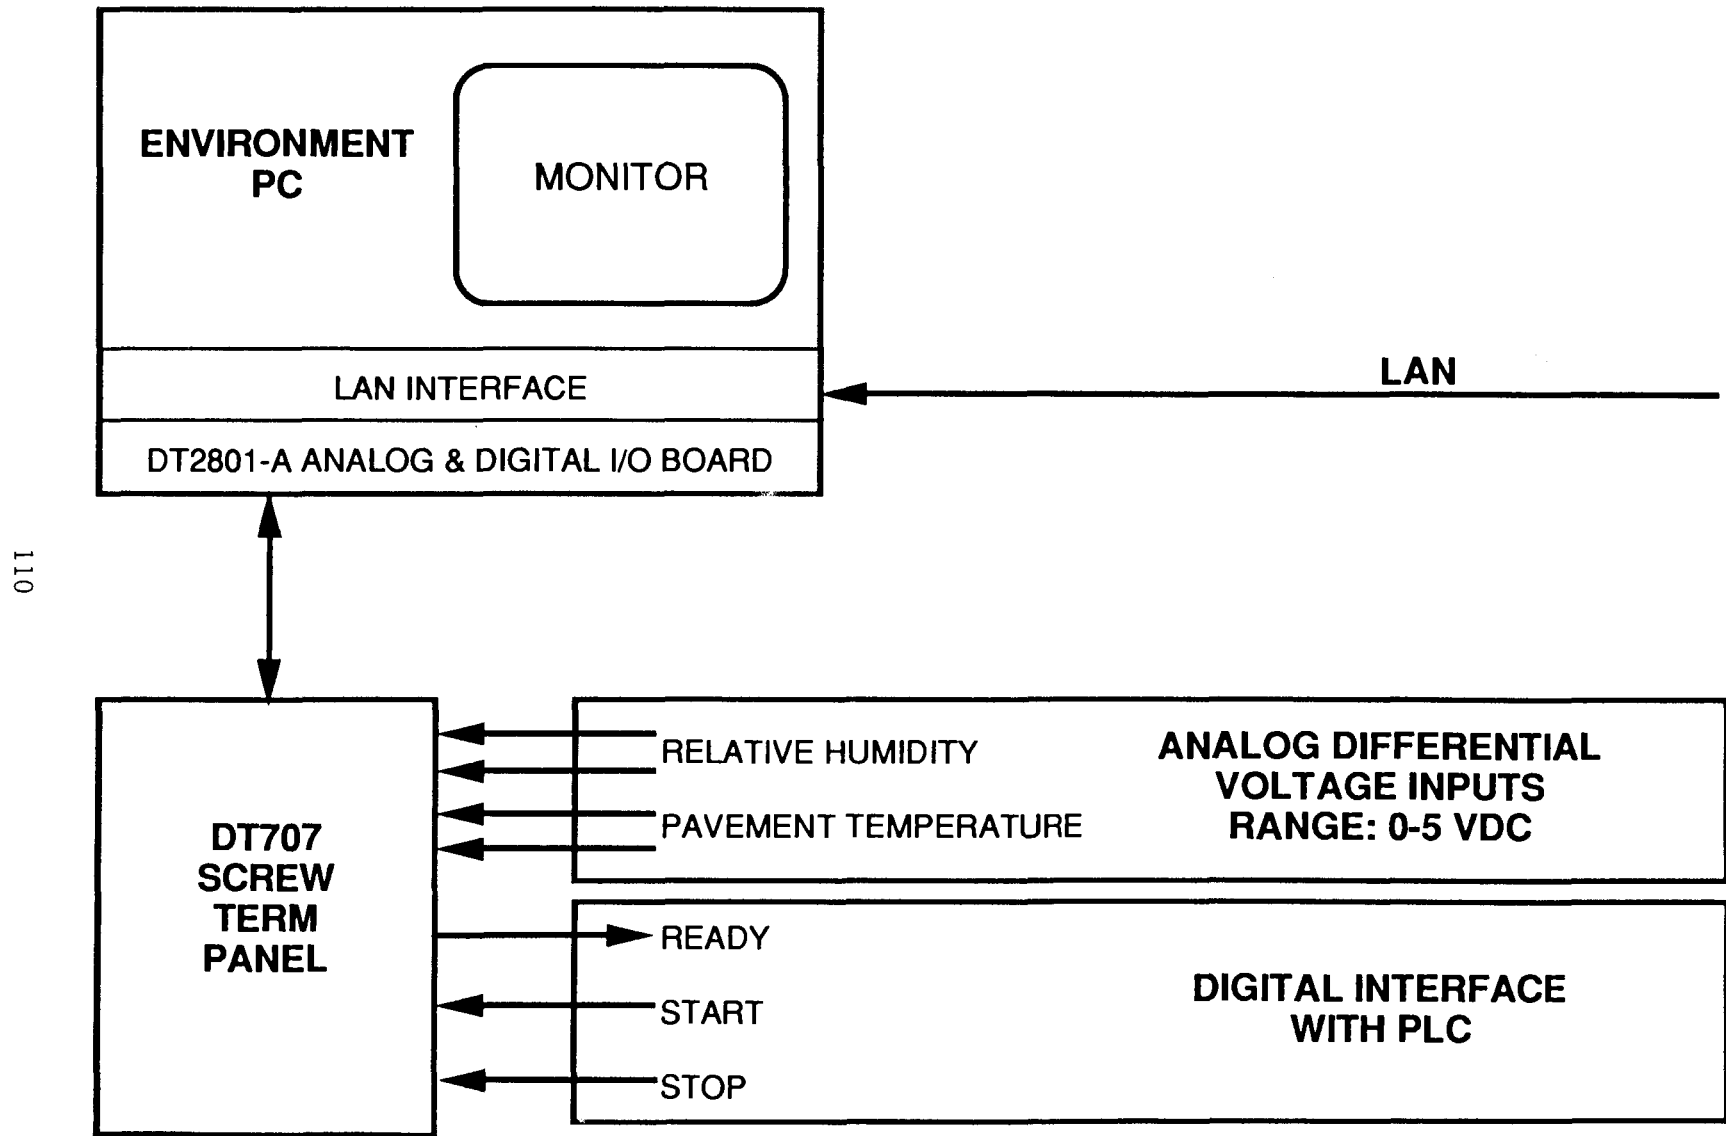 ENVIRONMENT
PC
MONITOR
LAN INTERFACE
LAN
DT2801-A ANALOG & DIGITAL I/O BOARD
110
DT707
SCREW
TERM
PANEL
RELATIVE HUMIDITY
PAVEMENT TEMPERATURE
ANALOG DIFFERENTIAL
VOLTAGE INPUTS
RANGE: 0-5 VDC
READY
START
STOP
DIGITAL INTERFACE
WITH PLC